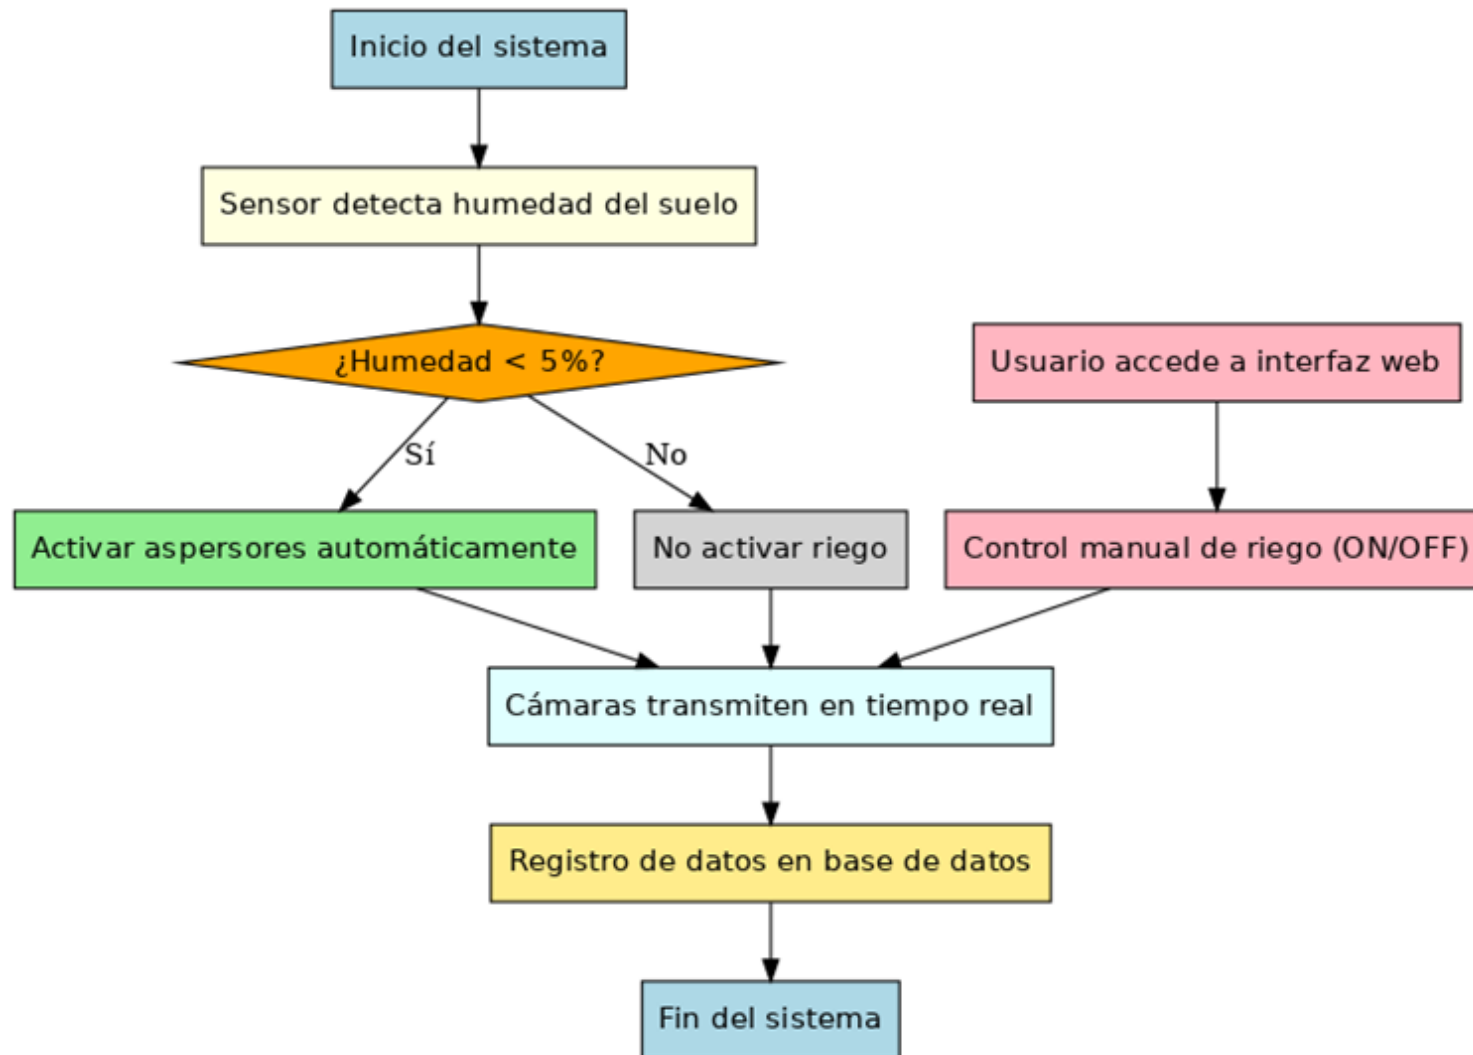 Inicio del sistema
Sensor detecta humedad del suelo
¿Humedad < 5%?
Usuario accede a interfaz web
Sí
No
Activar aspersores automáticamente
No activar riego
Control manual de riego (ON/OFF)
Cámaras transmiten en tiempo real
Registro de datos en base de datos
Fin del sistema